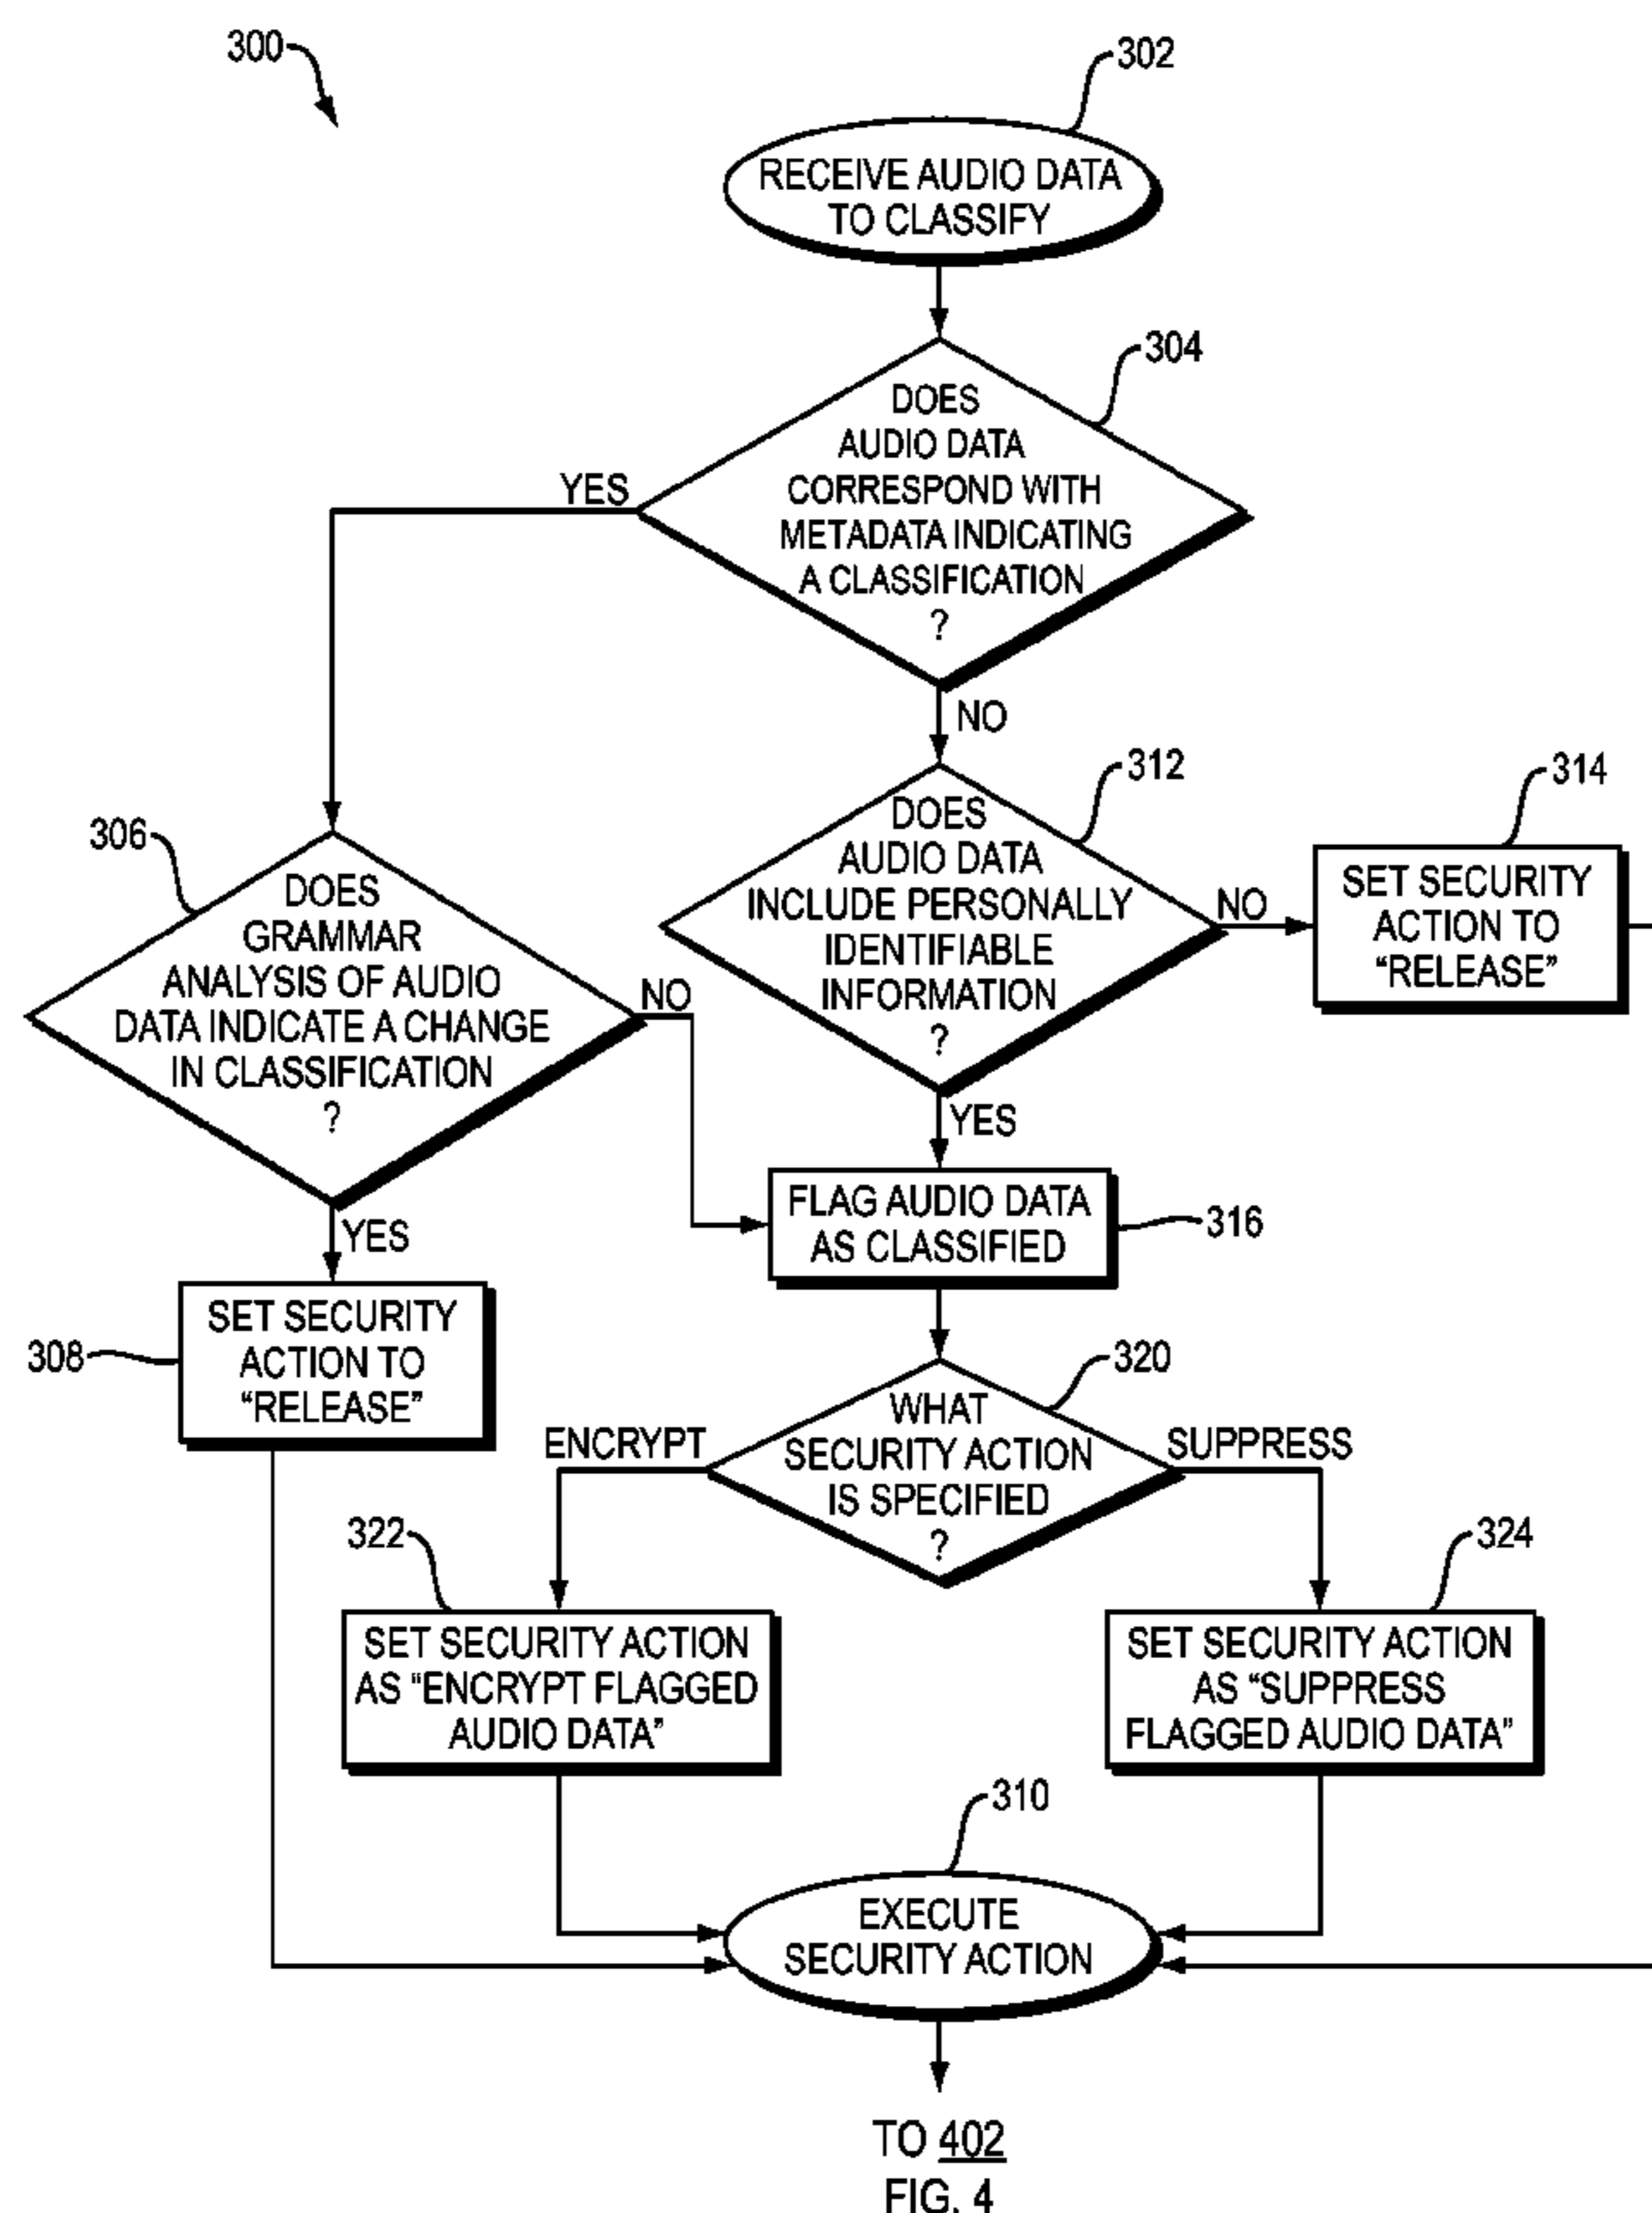 300
302
RECEIVE AUDIO DATA
TO CLASSIFY
304
DOES
AUDIO DATA
CORRESPOND WITH
METADATA INDICATING
A CLASSIFICATION
?
YES
NO
306
DOES
GRAMMAR
ANALYSIS OF AUDIO
DATA INDICATE A CHANGE
IN CLASSIFICATION
?
NO
YES
312
DOES
AUDIO DATA
INCLUDE PERSONALLY
IDENTIFIABLE
INFORMATION
?
NO
YES
314
SET SECURITY
ACTION TO
“RELEASE”
FLAG AUDIO DATA
AS CLASSIFIED
316
308
SET SECURITY
ACTION TO
“RELEASE”
320
WHAT
SECURITY ACTION
IS SPECIFIED
?
ENCRYPT
SUPPRESS
322
SET SECURITY ACTION
AS “ENCRYPT FLAGGED
AUDIO DATA”
324
SET SECURITY ACTION
AS “SUPPRESS
FLAGGED AUDIO DATA”
310
EXECUTE
SECURITY ACTION
TO 402
FIG. 4